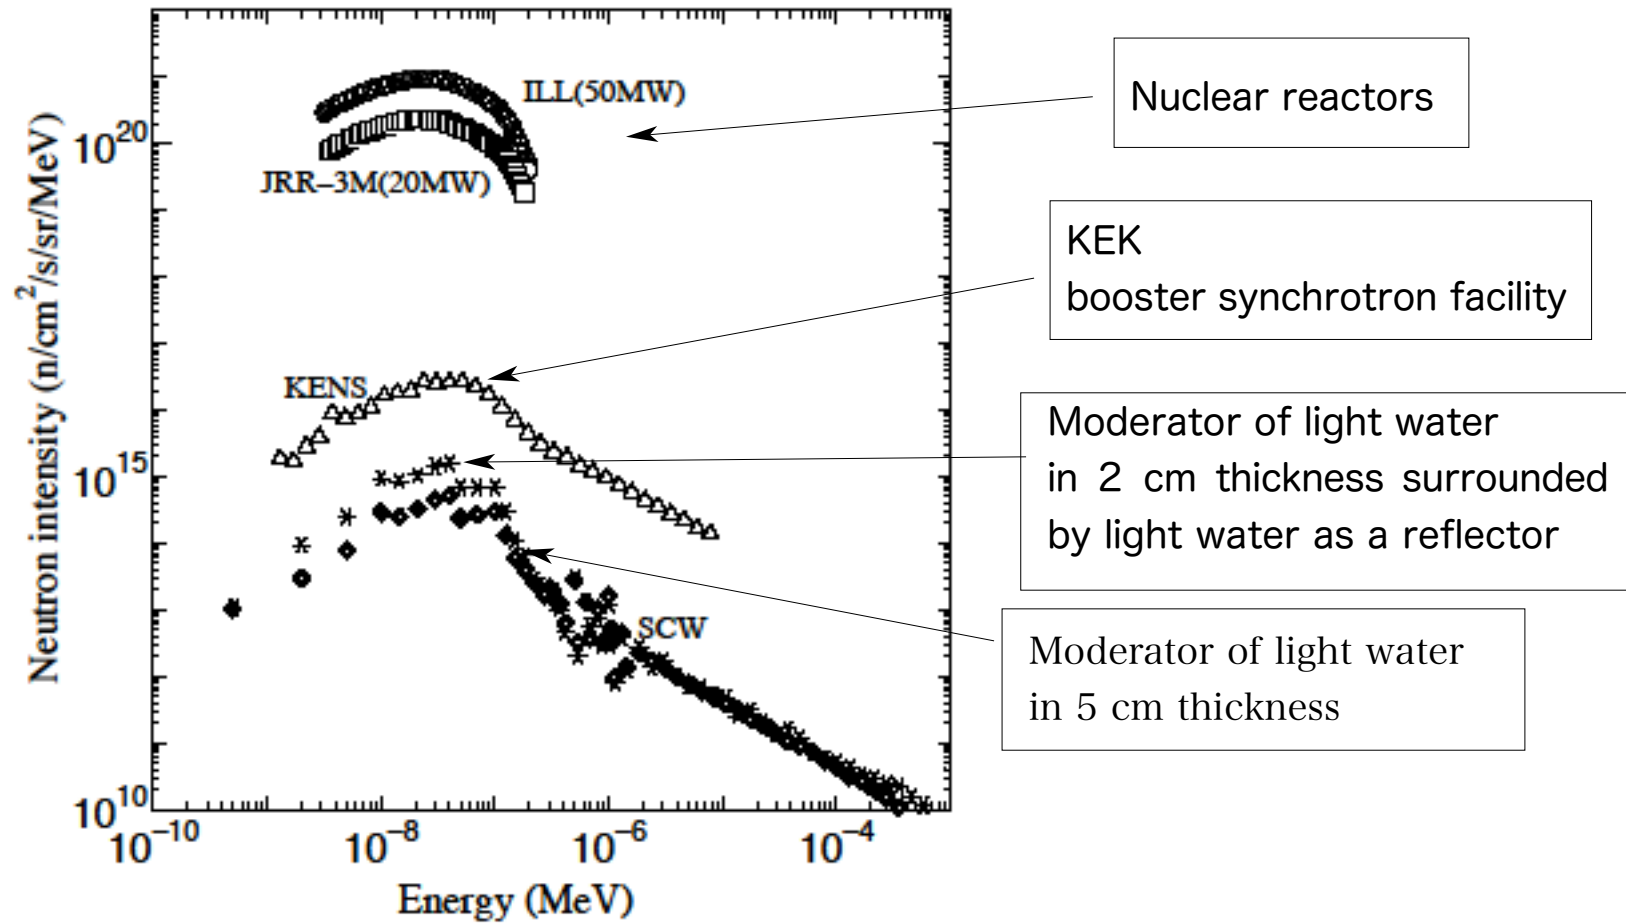 Neutron intensity (n/cm²/s/sr/MeV)
10²⁰
10¹⁵
10¹⁰
10⁻¹⁰
10⁻⁸
10⁻⁶
10⁻⁴
Energy (MeV)
ILL(50MW)
JRR−3M(20MW)
KENS
SCW
Nuclear reactors
KEK
booster synchrotron facility
Moderator of light water
in 2 cm thickness surrounded
by light water as a reflector
Moderator of light water
in 5 cm thickness